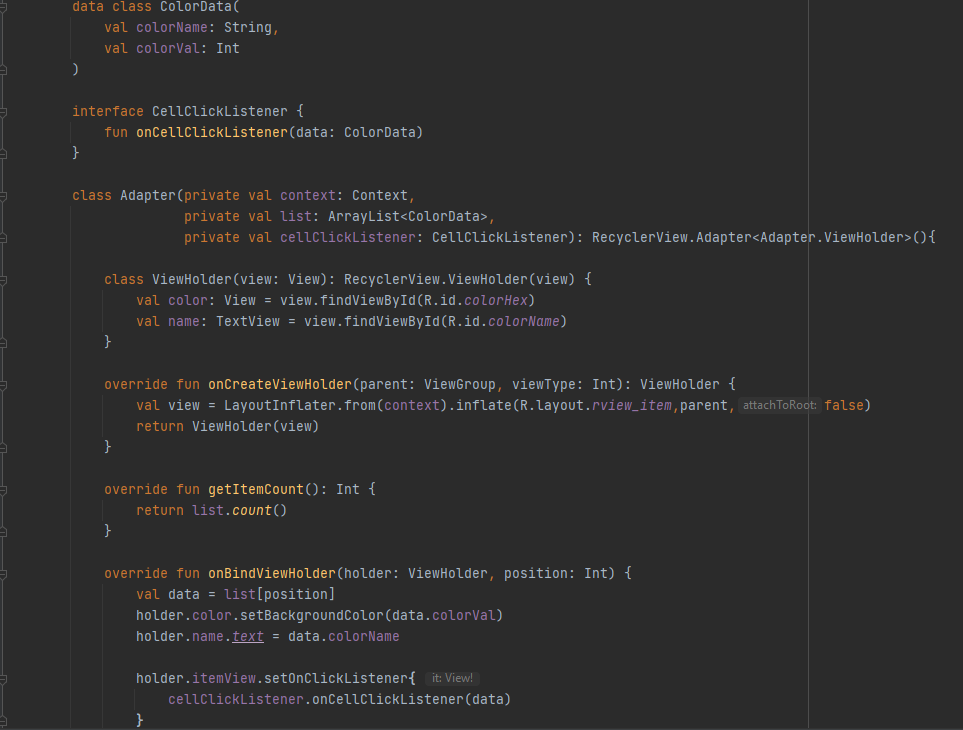 data class ColorData(
    val colorName: String,
    val colorVal: Int
)

interface CellClickListener {
    fun onCellClickListener(data: ColorData)
}

class Adapter(private val context: Context,
              private val list: ArrayList<ColorData>,
              private val cellClickListener: CellClickListener): RecyclerView.Adapter<Adapter.ViewHolder>(){

    class ViewHolder(view: View): RecyclerView.ViewHolder(view) {
        val color: View = view.findViewById(R.id.colorHex)
        val name: TextView = view.findViewById(R.id.colorName)
    }

    override fun onCreateViewHolder(parent: ViewGroup, viewType: Int): ViewHolder {
        val view = LayoutInflater.from(context).inflate(R.layout.rview_item,parent, attachToRoot: false)
        return ViewHolder(view)
    }

    override fun getItemCount(): Int {
        return list.count()
    }

    override fun onBindViewHolder(holder: ViewHolder, position: Int) {
        val data = list[position]
        holder.color.setBackgroundColor(data.colorVal)
        holder.name.text = data.colorName

        holder.itemView.setOnClickListener{ it: View!
            cellClickListener.onCellClickListener(data)
        }